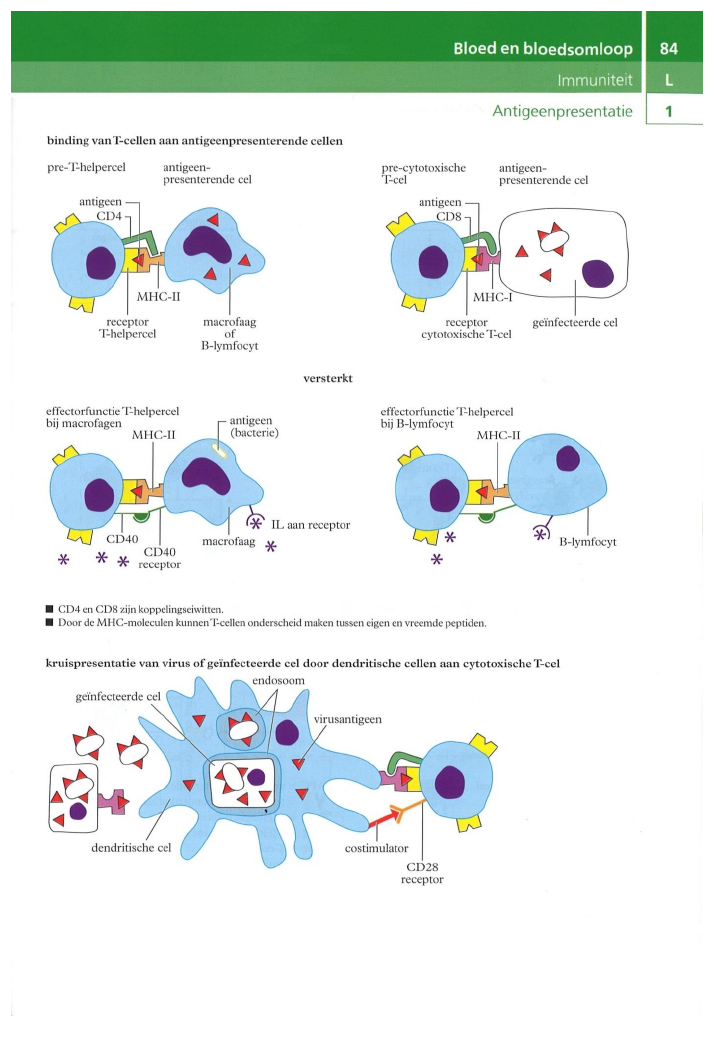 Bloed en bloedsomloop 84
Immuniteit L
Antigeenpresentatie 1
binding van T-cellen aan antigeenpresenterende cellen
pre-T-helpercel
antigeen-
presenterende cel
antigeen
CD4
MHC-II
receptor
T-helpercel
macrofaag
of
B-lymfocyt
pre-cytotoxische
T-cel
antigeen-
presenterende cel
antigeen
CD8
MHC-I
receptor
cytotoxische T-cel
geïnfecteerde cel
versterkt
effectorfunctie T-helpercel
bij macrofagen
MHC-II
antigeen
(bacterie)
IL aan receptor
CD40
macrofaag
CD40
receptor
effectorfunctie T-helpercel
bij B-lymfocyt
MHC-II
B-lymfocyt
■ CD4 en CD8 zijn koppelingseiwitten.
■ Door de MHC-moleculen kunnen T-cellen onderscheid maken tussen eigen en vreemde peptiden.
kruispresentatie van virus of geïnfecteerde cel door dendritische cellen aan cytotoxische T-cel
endosoom
geïnfecteerde cel
virusantigeen
dendritische cel
costimulator
CD28
receptor